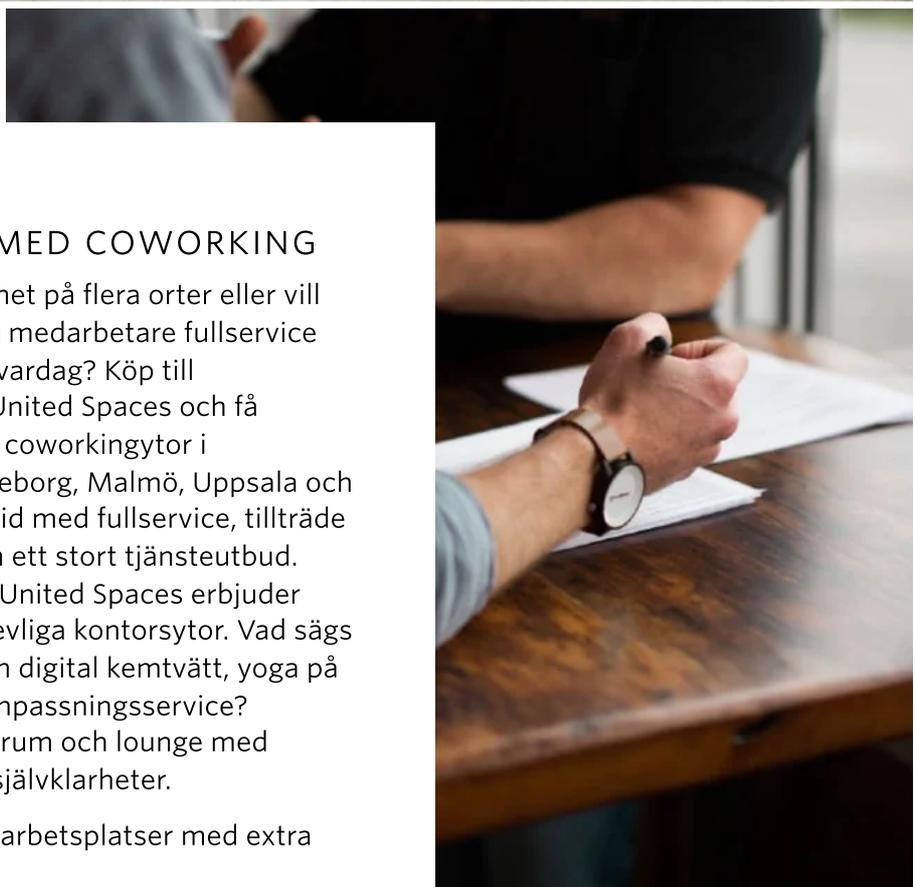 MED COWORKING
het på flera orter eller vill
medarbetare fullservice
vardag? Köp till
United Spaces och få
coworkingytor i
eborg, Malmö, Uppsala och
id med fullservice, tillträde
ett stort tjänsteutbud.
United Spaces erbjuder
evliga kontorsytor. Vad sägs
digital kemtvätt, yoga på
npassningsservice?
rum och lounge med
självklarheter.
arbetsplatser med extra